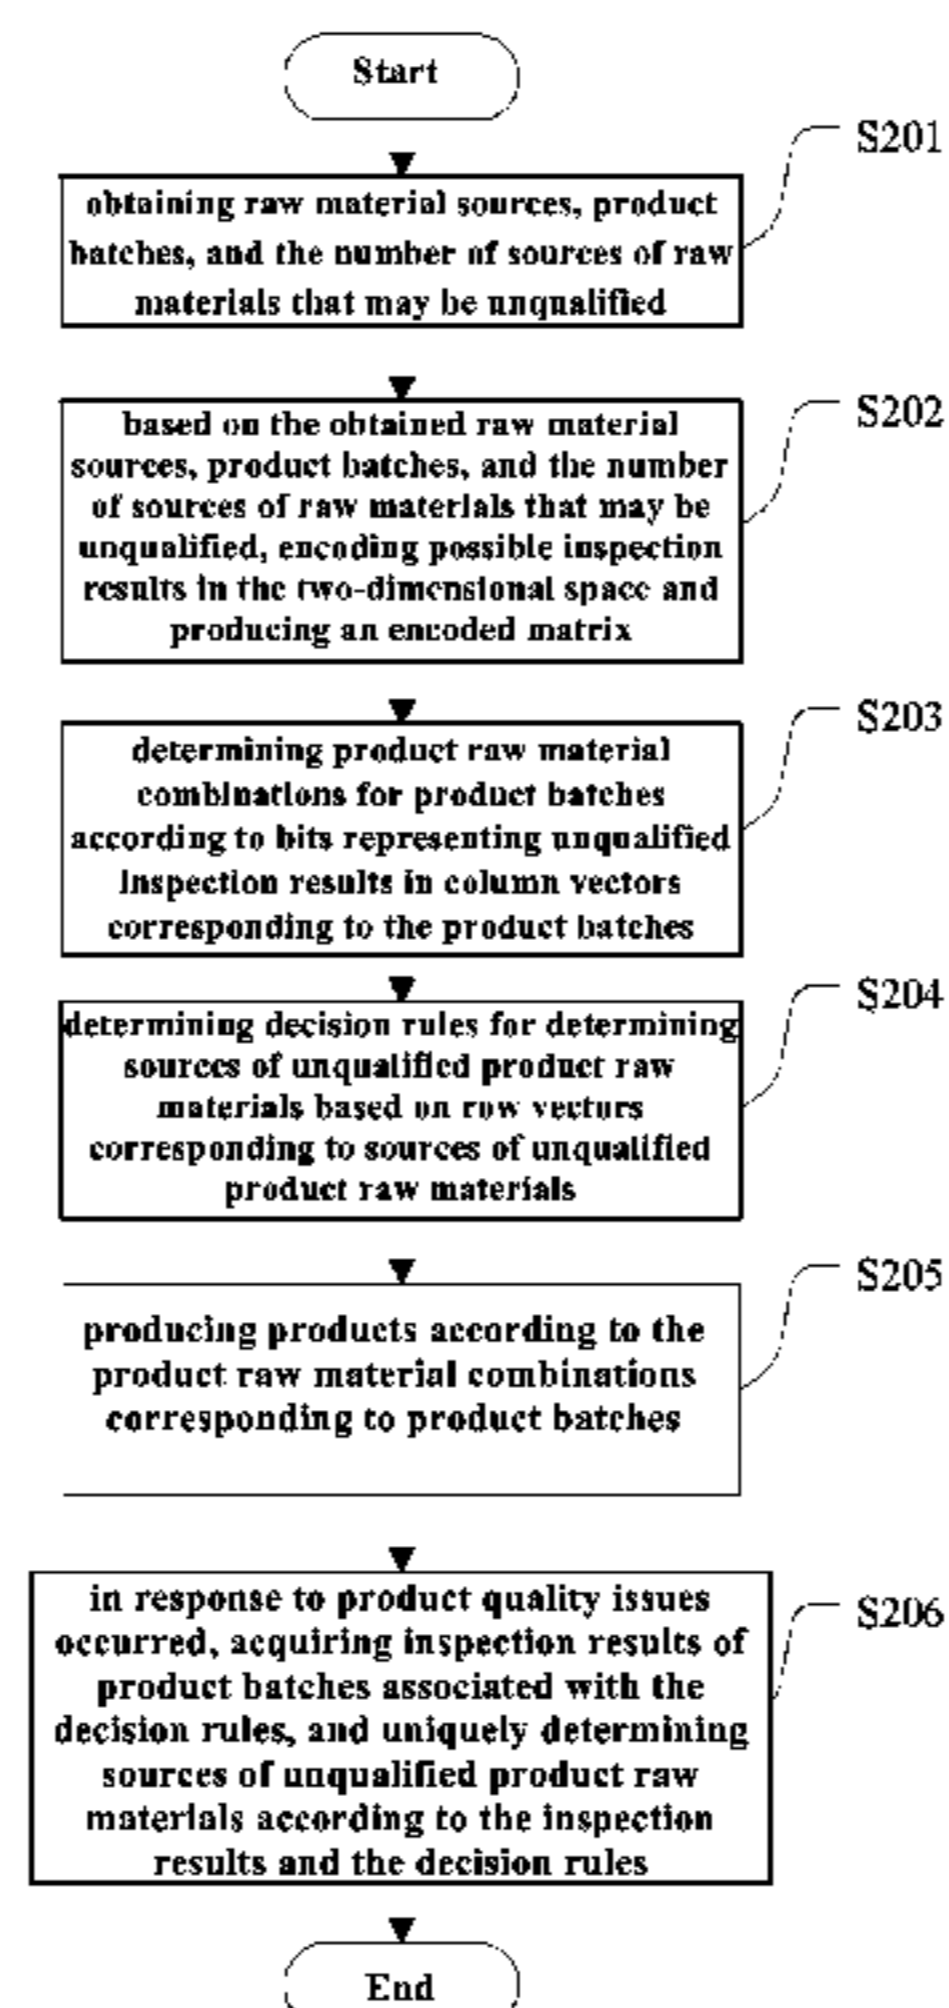 Start
S201
obtaining raw material sources, product
batches, and the number of sources of raw
materials that may be unqualified
S202
based on the obtained raw material
sources, product batches, and the number
of sources of raw materials that may be
unqualified, encoding possible inspection
results in the two-dimensional space and
producing an encoded matrix
S203
determining product raw material
combinations for product batches
according to bits representing unqualified
inspection results in column vectors
corresponding to the product batches
S204
determining decision rules for determining
sources of unqualified product raw
materials based on row vectors
corresponding to sources of unqualified
product raw materials
S205
producing products according to the
product raw material combinations
corresponding to product batches
S206
in response to product quality issues
occurred, acquiring inspection results of
product batches associated with the
decision rules, and uniquely determining
sources of unqualified product raw
materials according to the inspection
results and the decision rules
End